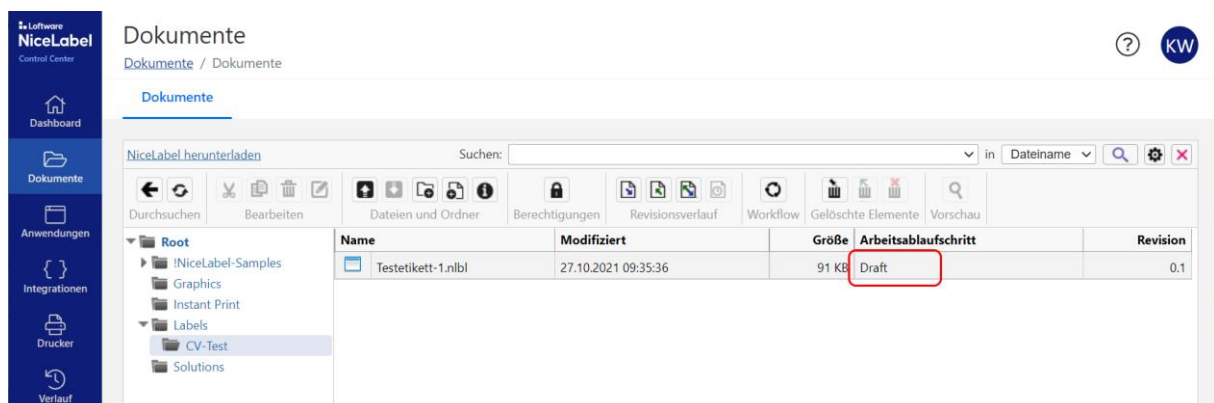 Loftware
NiceLabel
Control Center
Dashboard
Dokumente
Anwendungen
Integrationen
Drucker
Verlauf
Dokumente
Dokumente / Dokumente
? KW
Dokumente
NiceLabel herunterladen Suchen: in Dateiname
Durchsuchen Bearbeiten Dateien und Ordner Berechtigungen Revisionsverlauf Workflow Gelöschte Elemente Vorschau
Root
!NiceLabel-Samples
Graphics
Instant Print
Labels
CV-Test
Solutions
Name Modifiziert Größe Arbeitsablaufschritt Revision
Testetikett-1.nlbl 27.10.2021 09:35:36 91 KB Draft 0.1